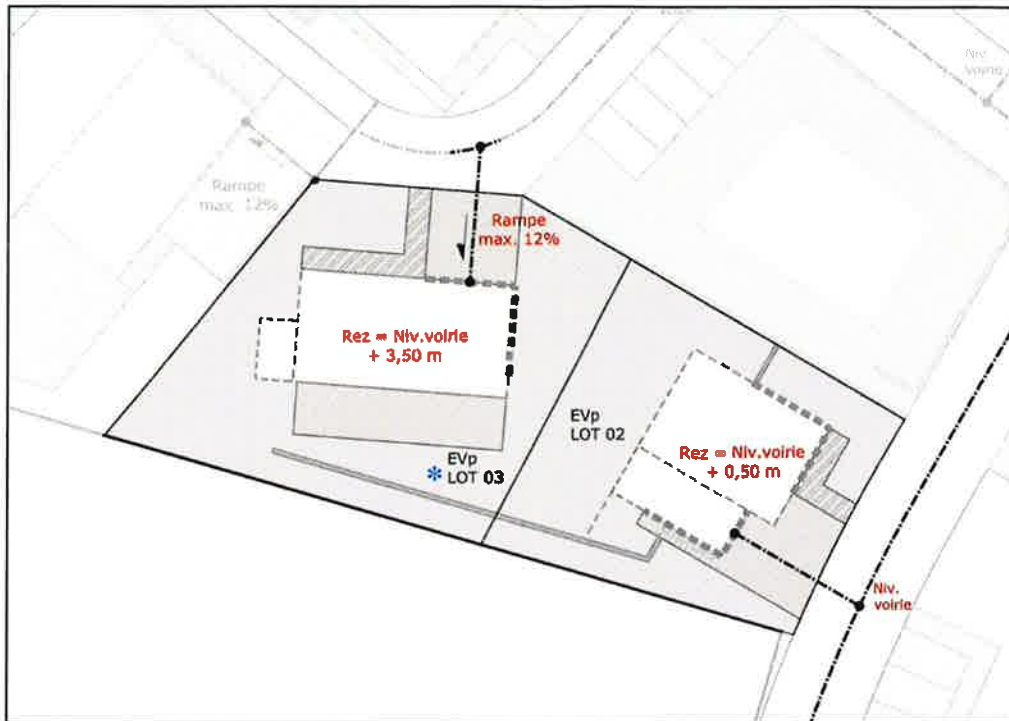 Niv.
voirie
Rampe
max. 12%
Rampe
max. 12%
Rez = Niv.voirie
+ 3,50 m
EVp
LOT 02
Rez = Niv.voirie
+ 0,50 m
EVp
* LOT 03
Niv.
voirie